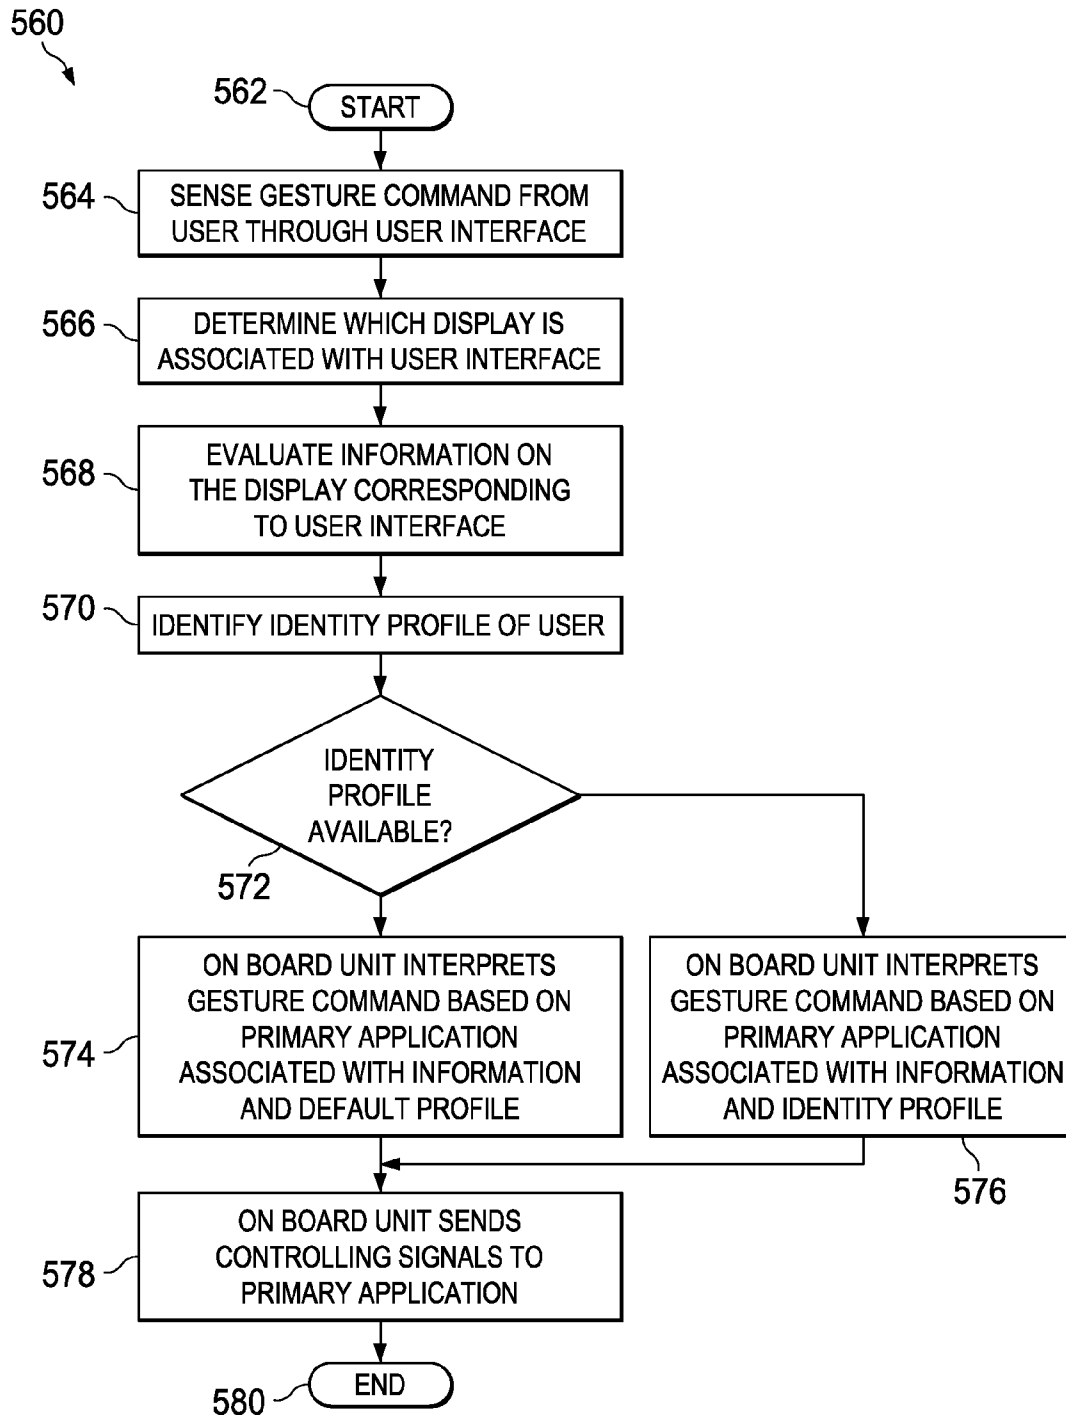 560
562
START
564
SENSE GESTURE COMMAND FROM
USER THROUGH USER INTERFACE
566
DETERMINE WHICH DISPLAY IS
ASSOCIATED WITH USER INTERFACE
568
EVALUATE INFORMATION ON
THE DISPLAY CORRESPONDING
TO USER INTERFACE
570
IDENTIFY IDENTITY PROFILE OF USER
IDENTITY
PROFILE
AVAILABLE?
572
574
ON BOARD UNIT INTERPRETS
GESTURE COMMAND BASED ON
PRIMARY APPLICATION
ASSOCIATED WITH INFORMATION
AND DEFAULT PROFILE
ON BOARD UNIT INTERPRETS
GESTURE COMMAND BASED ON
PRIMARY APPLICATION
ASSOCIATED WITH INFORMATION
AND IDENTITY PROFILE
576
578
ON BOARD UNIT SENDS
CONTROLLING SIGNALS TO
PRIMARY APPLICATION
580
END